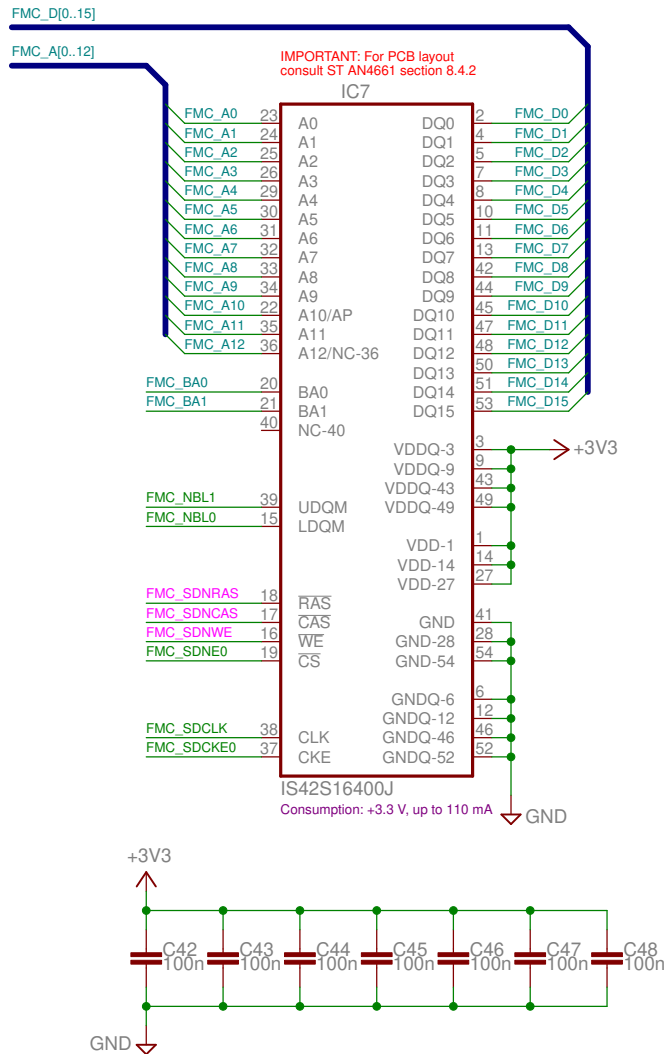 FMC_D[0..15]
FMC_A[0..12]
IMPORTANT: For PCB layout
consult ST AN4661 section 8.4.2
IC7
FMC_A0 23 A0 DQ0 2 FMC_D0
FMC_A1 24 A1 DQ1 4 FMC_D1
FMC_A2 25 A2 DQ2 5 FMC_D2
FMC_A3 26 A3 DQ3 7 FMC_D3
FMC_A4 29 A4 DQ4 8 FMC_D4
FMC_A5 30 A5 DQ5 10 FMC_D5
FMC_A6 31 A6 DQ6 11 FMC_D6
FMC_A7 32 A7 DQ7 13 FMC_D7
FMC_A8 33 A8 DQ8 42 FMC_D8
FMC_A9 34 A9 DQ9 44 FMC_D9
FMC_A10 22 A10/AP DQ10 45 FMC_D10
FMC_A11 35 A11 DQ11 47 FMC_D11
FMC_A12 36 A12/NC-36 DQ12 48 FMC_D12
DQ13 50 FMC_D13
FMC_BA0 20 BA0 DQ14 51 FMC_D14
FMC_BA1 21 BA1 DQ15 53 FMC_D15
40 NC-40
VDDQ-3 3 +3V3
VDDQ-9 9
VDDQ-43 43
FMC_NBL1 39 UDQM VDDQ-49 49
FMC_NBL0 15 LDQM
VDD-1 1
VDD-14 14
VDD-27 27
FMC_SDNRAS 18 RAS
FMC_SDNCAS 17 CAS GND 41
FMC_SDNWE 16 WE GND-28 28
FMC_SDNE0 19 CS GND-54 54
GNDQ-6 6
GNDQ-12 12
FMC_SDCLK 38 CLK GNDQ-46 46
FMC_SDCKE0 37 CKE GNDQ-52 52
IS42S16400J
Consumption: +3.3 V, up to 110 mA
GND
+3V3
C42 C43 C44 C45 C46 C47 C48
100n 100n 100n 100n 100n 100n 100n
GND